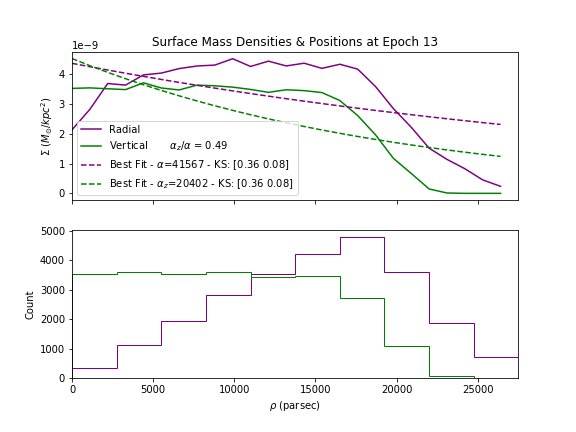 Surface Mass Densities & Positions at Epoch 13
1e−9
4
3
2
1
0
Σ (M⊙/kpc²)
Radial
Vertical αz/α = 0.49
Best Fit - α=41567 - KS: [0.36 0.08]
Best Fit - αz=20402 - KS: [0.36 0.08]
5000
4000
3000
2000
1000
0
Count
0 5000 10000 15000 20000 25000
ρ (parsec)